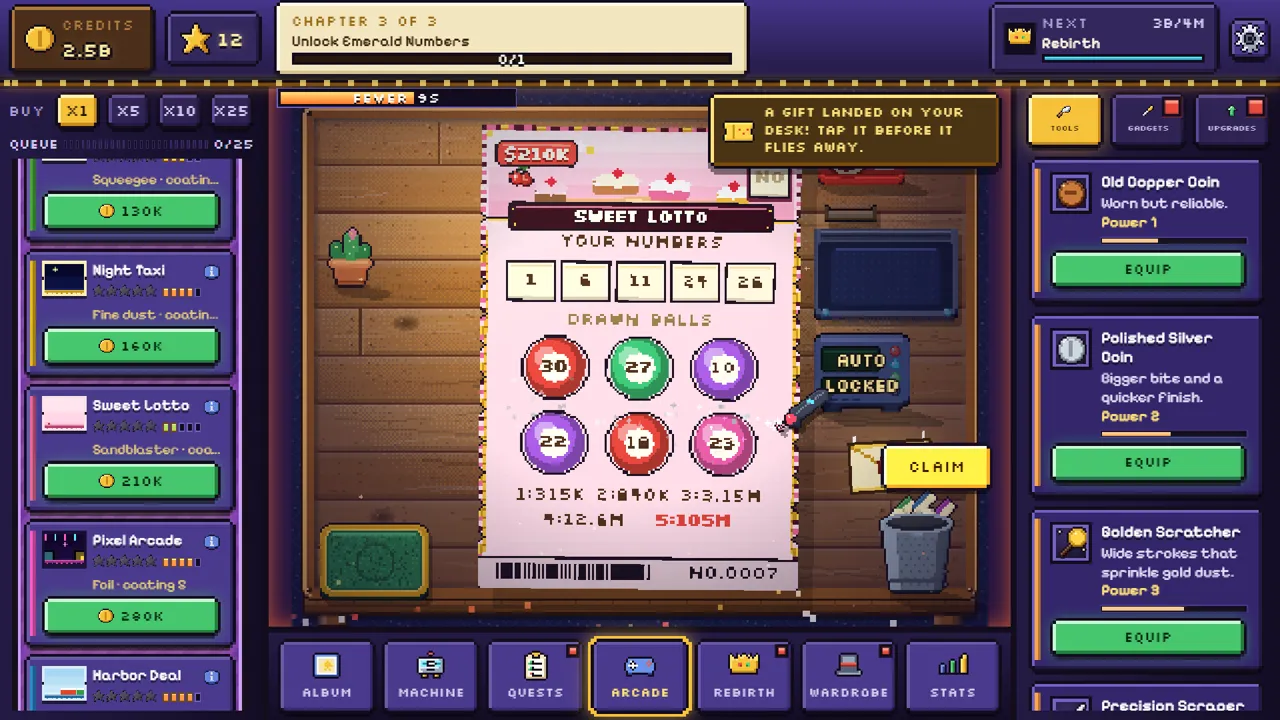 CREDITS
2.5B
12
CHAPTER 3 OF 3
Unlock Emerald Numbers
0/1
NEXT 3B/4M
Rebirth
BUY X1 X5 X10 X25
QUEUE 0/25
Squeegee · coatin...
130K
Night Taxi
Fine dust · coatin...
160K
Sweet Lotto
Sandblaster · coa...
210K
Pixel Arcade
Foil · coating 8
280K
Harbor Deal
FEVER 9S
$210K
NO
SWEET LOTTO
YOUR NUMBERS
1 6 11 24 26
DRAWN BALLS
30 27 10
22 18 23
1:315K 2:840K 3:3.15M
4:12.6M 5:105M
NO.0007
A GIFT LANDED ON YOUR
DESK! TAP IT BEFORE IT
FLIES AWAY.
AUTO
LOCKED
CLAIM
TOOLS GADGETS UPGRADES
Old Copper Coin
Worn but reliable.
Power 1
EQUIP
Polished Silver
Coin
Bigger bite and a
quicker finish.
Power 2
EQUIP
Golden Scratcher
Wide strokes that
sprinkle gold dust.
Power 3
EQUIP
Precision Scraper
ALBUM MACHINE QUESTS ARCADE REBIRTH WARDROBE STATS